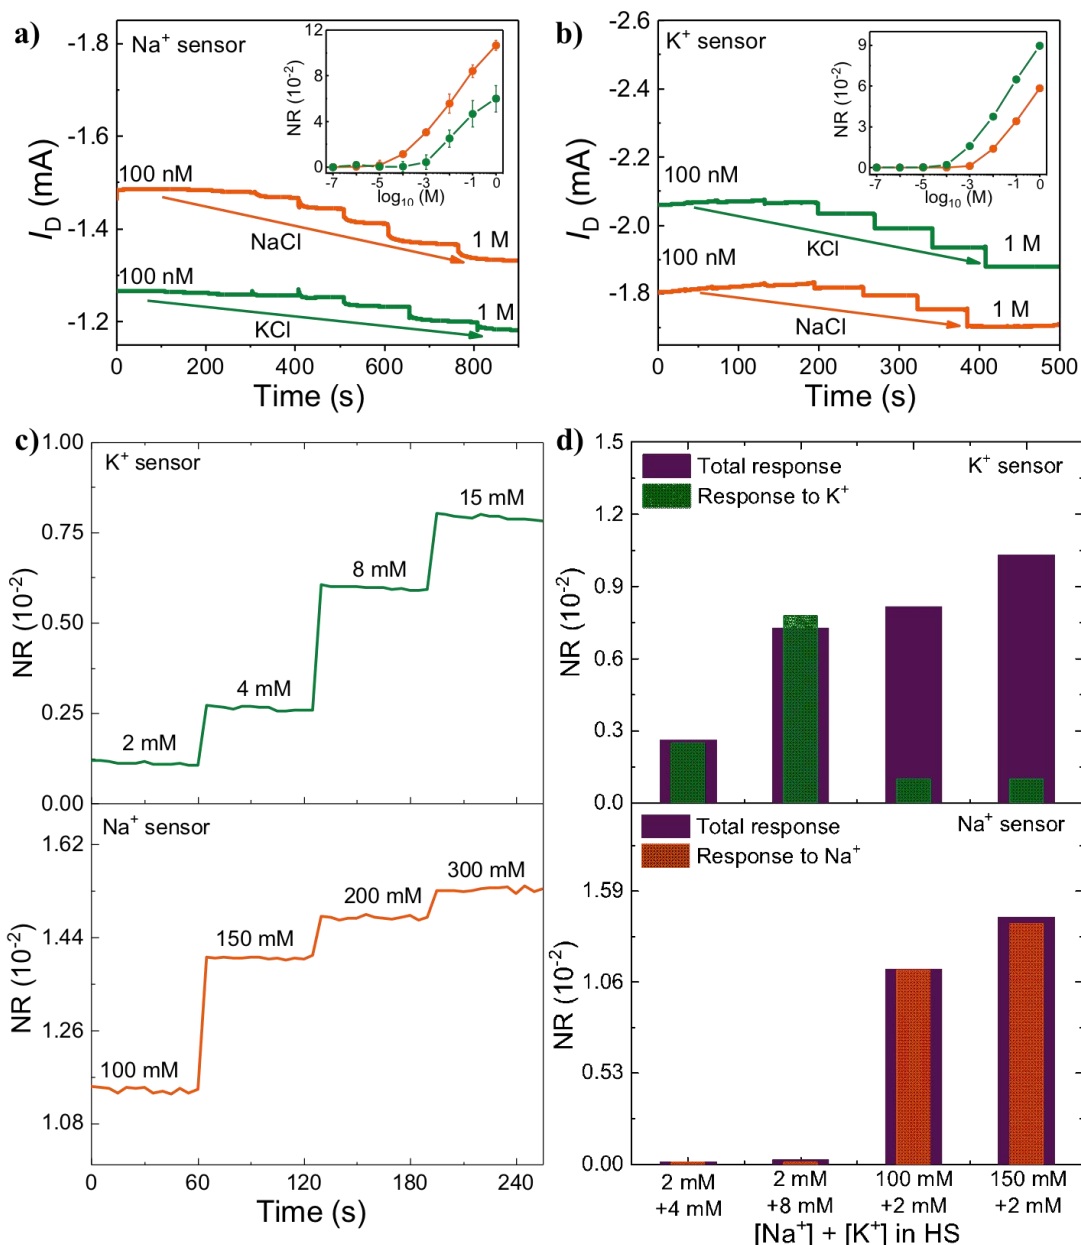 a)
Na⁺ sensor
-1.8
-1.6
-1.4
-1.2
I_D (mA)
0
200
400
600
800
Time (s)
100 nM
NaCl
1 M
100 nM
KCl
1 M
NR (10⁻²)
12
8
4
0
-7
-5
-3
-1
0
log₁₀ (M)
b)
K⁺ sensor
-2.6
-2.4
-2.2
-2.0
-1.8
I_D (mA)
0
100
200
300
400
500
Time (s)
100 nM
KCl
1 M
100 nM
NaCl
1 M
NR (10⁻²)
9
6
3
0
-7
-5
-3
-1
0
log₁₀ (M)
c)
K⁺ sensor
1.00
0.75
0.50
0.25
0.00
NR (10⁻²)
2 mM
4 mM
8 mM
15 mM
Na⁺ sensor
1.62
1.44
1.26
1.08
NR (10⁻²)
100 mM
150 mM
200 mM
300 mM
0
60
120
180
240
Time (s)
d)
Total response
Response to K⁺
K⁺ sensor
1.5
1.2
0.9
0.6
0.3
0.0
NR (10⁻²)
Total response
Response to Na⁺
Na⁺ sensor
1.59
1.06
0.53
0.00
NR (10⁻²)
2 mM
+4 mM
2 mM
+8 mM
100 mM
+2 mM
150 mM
+2 mM
[Na⁺] + [K⁺] in HS